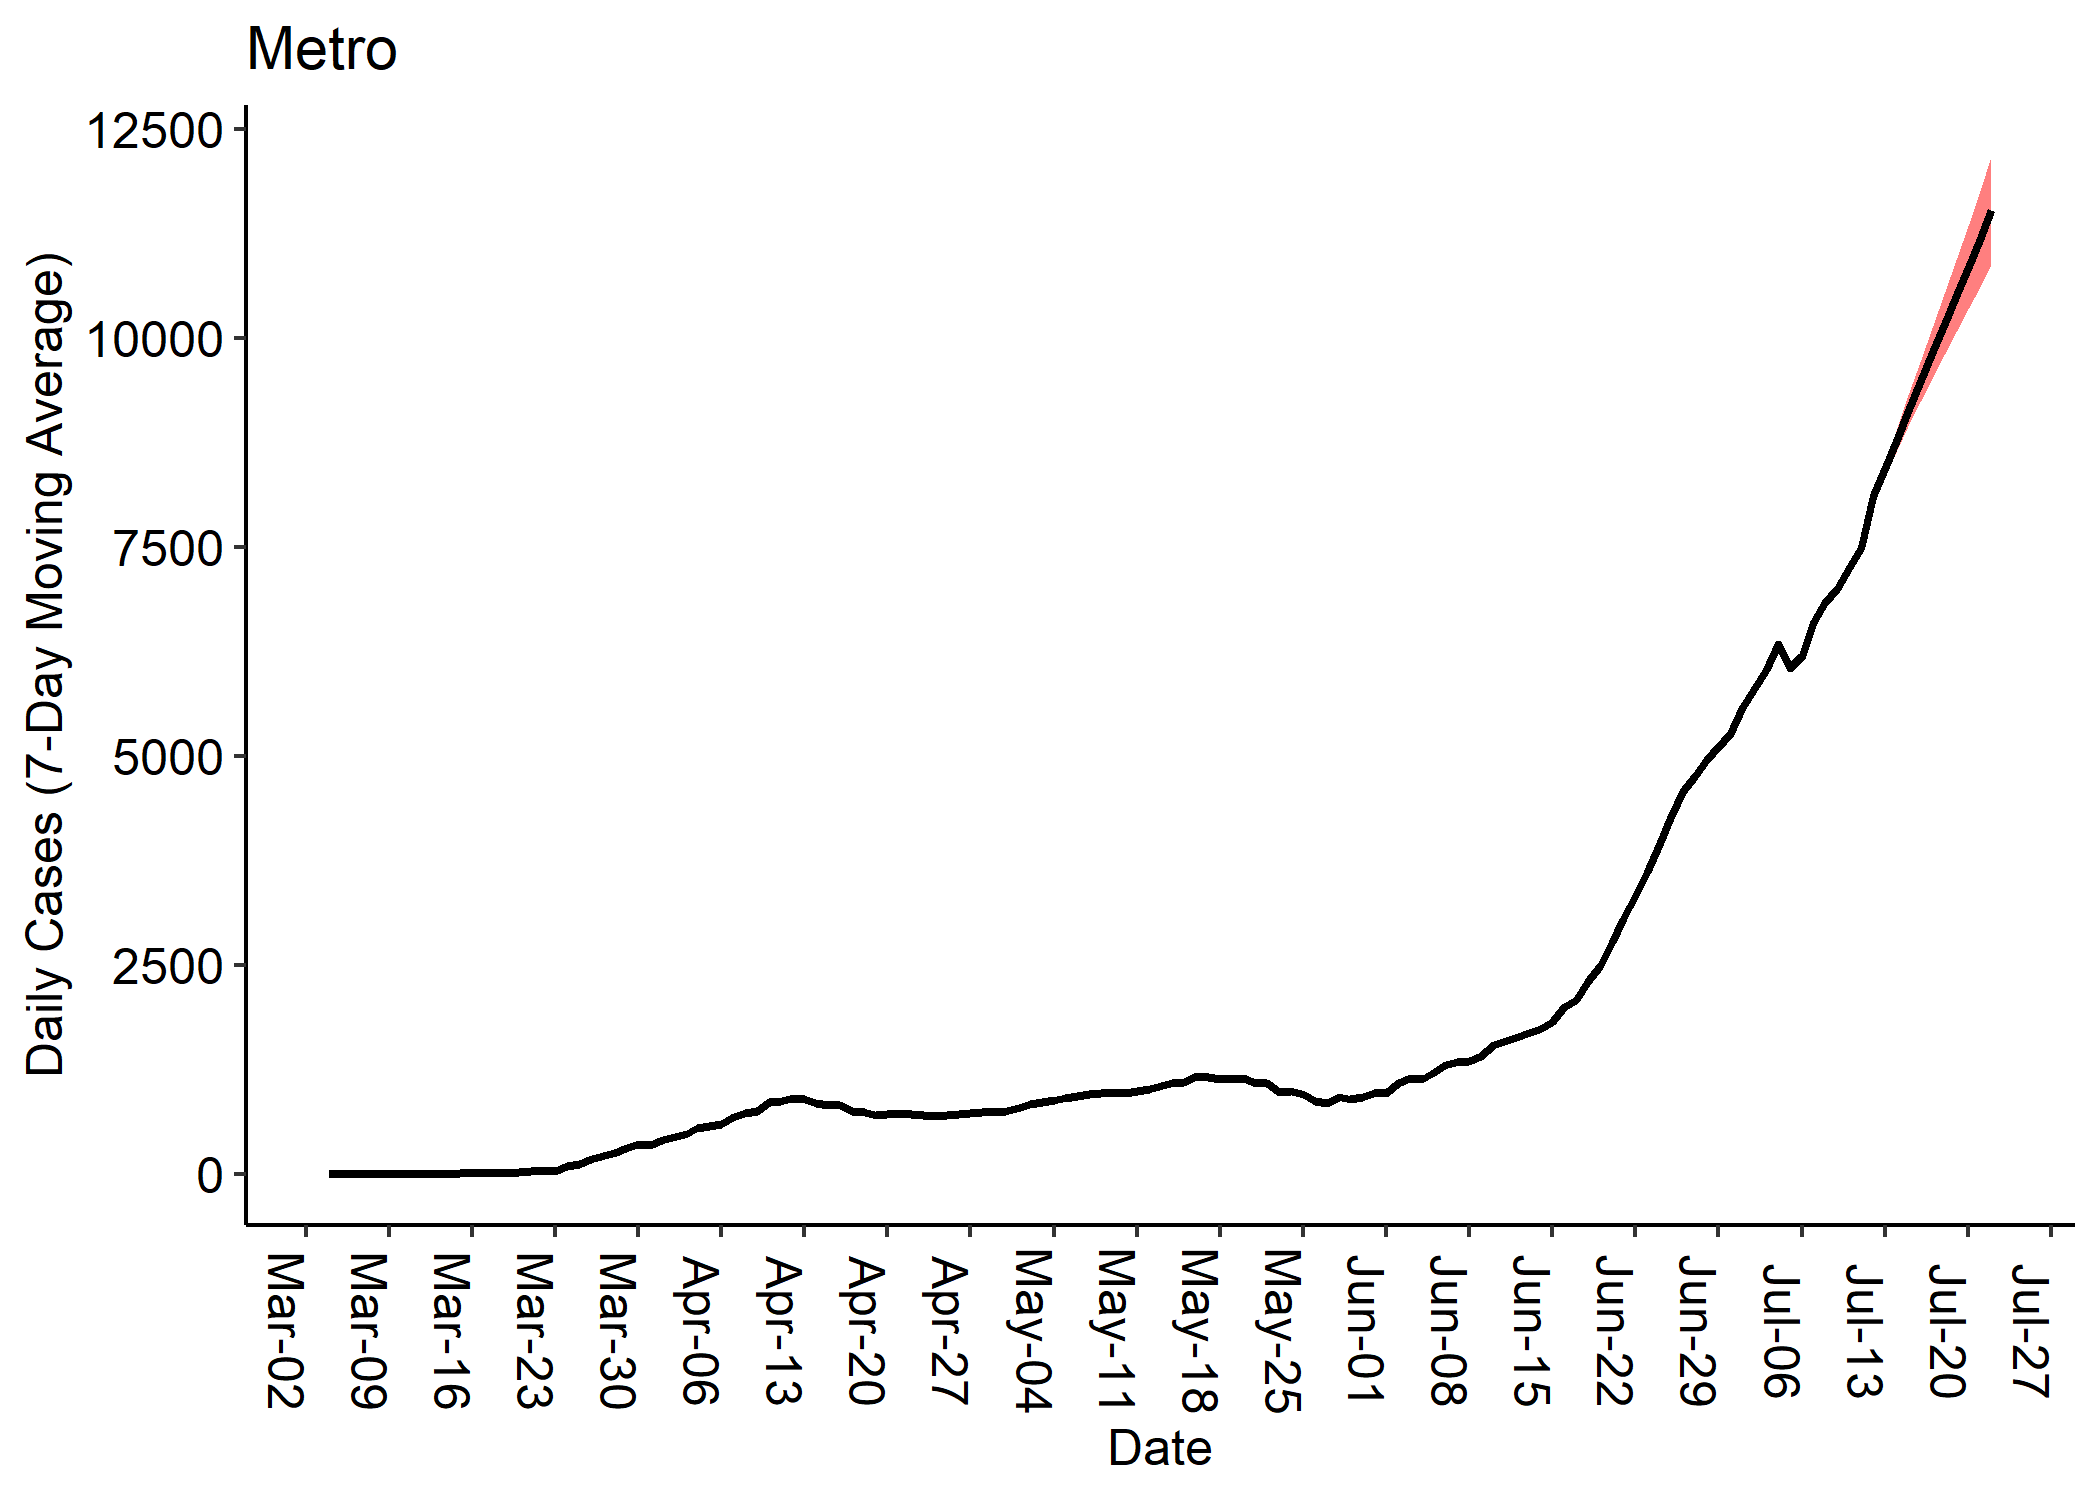 Metro
Daily Cases (7-Day Moving Average)
12500
10000
7500
5000
2500
0
Mar-02
Mar-09
Mar-16
Mar-23
Mar-30
Apr-06
Apr-13
Apr-20
Apr-27
May-04
May-11
May-18
May-25
Jun-01
Jun-08
Jun-15
Jun-22
Jun-29
Jul-06
Jul-13
Jul-20
Jul-27
Date